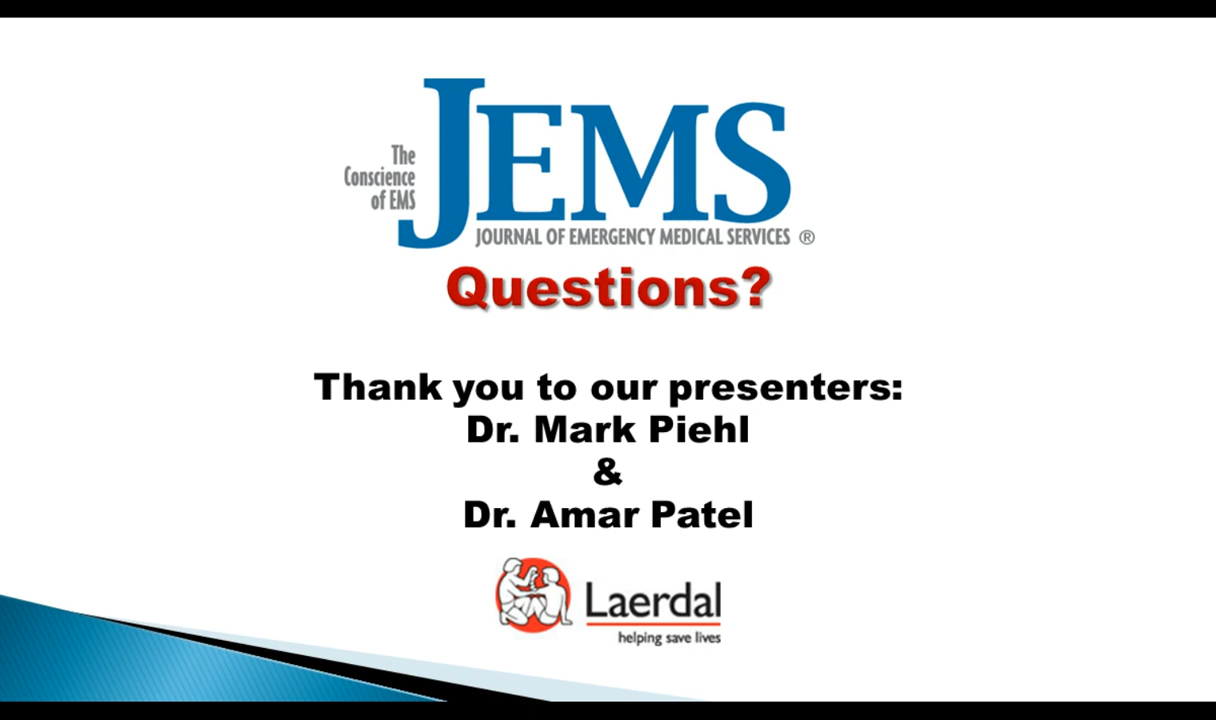 The
Conscience
of EMS
JEMS
JOURNAL OF EMERGENCY MEDICAL SERVICES ®
Questions?
Thank you to our presenters:
Dr. Mark Piehl
&
Dr. Amar Patel
Laerdal
helping save lives